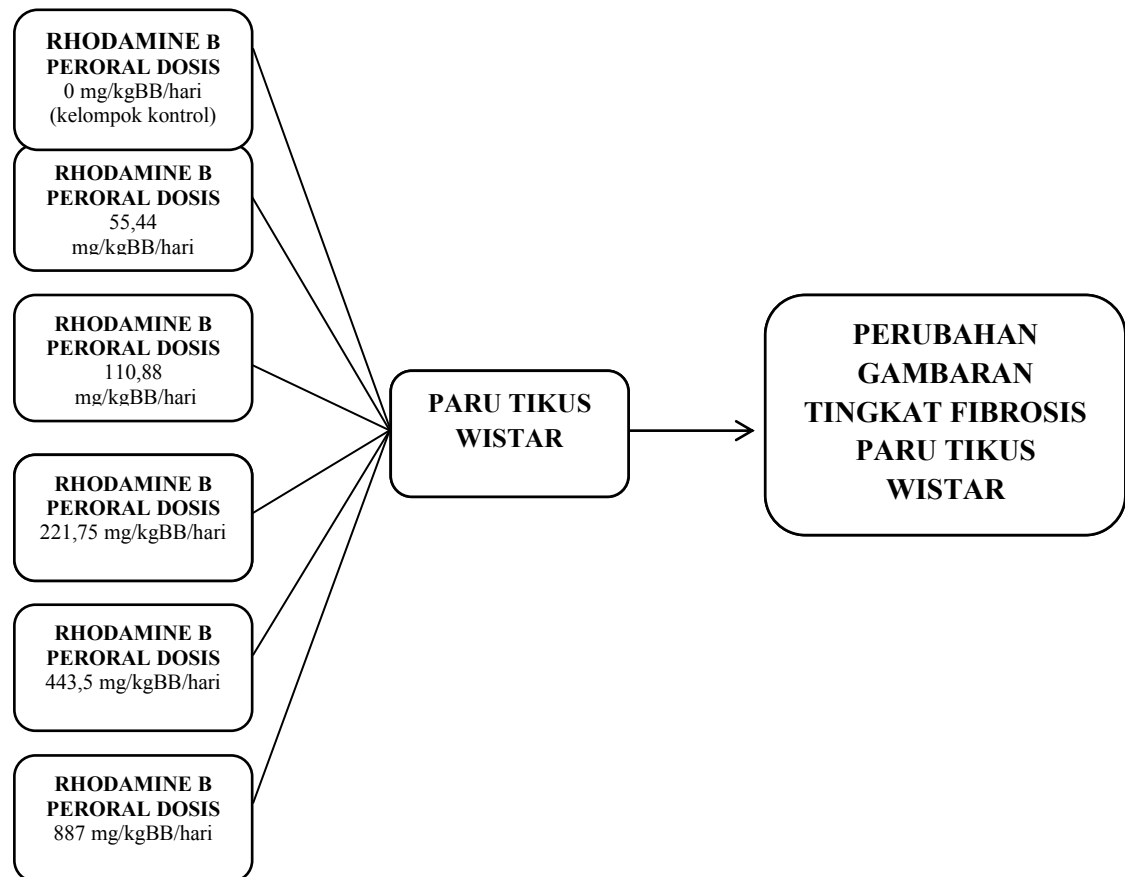 RHODAMINE B
PERORAL DOSIS
0 mg/kgBB/hari
(kelompok kontrol)
RHODAMINE B
PERORAL DOSIS
55,44
mg/kgBB/hari
RHODAMINE B
PERORAL DOSIS
110,88
mg/kgBB/hari
RHODAMINE B
PERORAL DOSIS
221,75 mg/kgBB/hari
RHODAMINE B
PERORAL DOSIS
443,5 mg/kgBB/hari
RHODAMINE B
PERORAL DOSIS
887 mg/kgBB/hari
PARU TIKUS
WISTAR
PERUBAHAN
GAMBARAN
TINGKAT FIBROSIS
PARU TIKUS
WISTAR